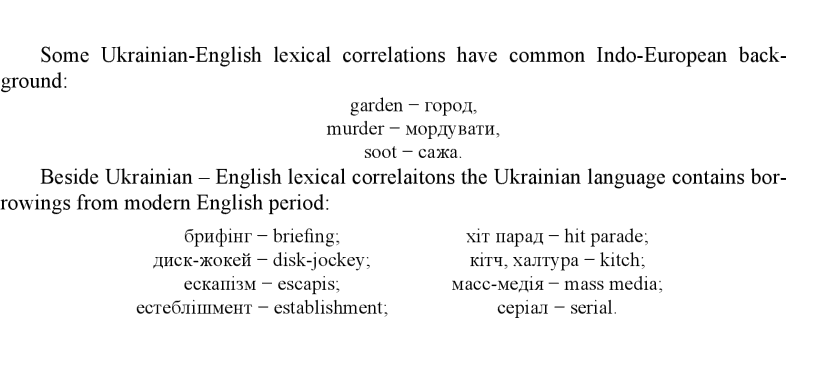 Some Ukrainian-English lexical correlations have common Indo-European back-
ground:
garden − город,
murder − мордувати,
soot − сажа.
Beside Ukrainian – English lexical correlaitons the Ukrainian language contains bor-
rowings from modern English period:
брифінг − briefing;
диск-жокей − disk-jockey;
ескапізм − escapis;
естеблішмент − establishment;
хіт парад − hit parade;
кітч, халтура − kitch;
масс-медія − mass media;
серіал − serial.